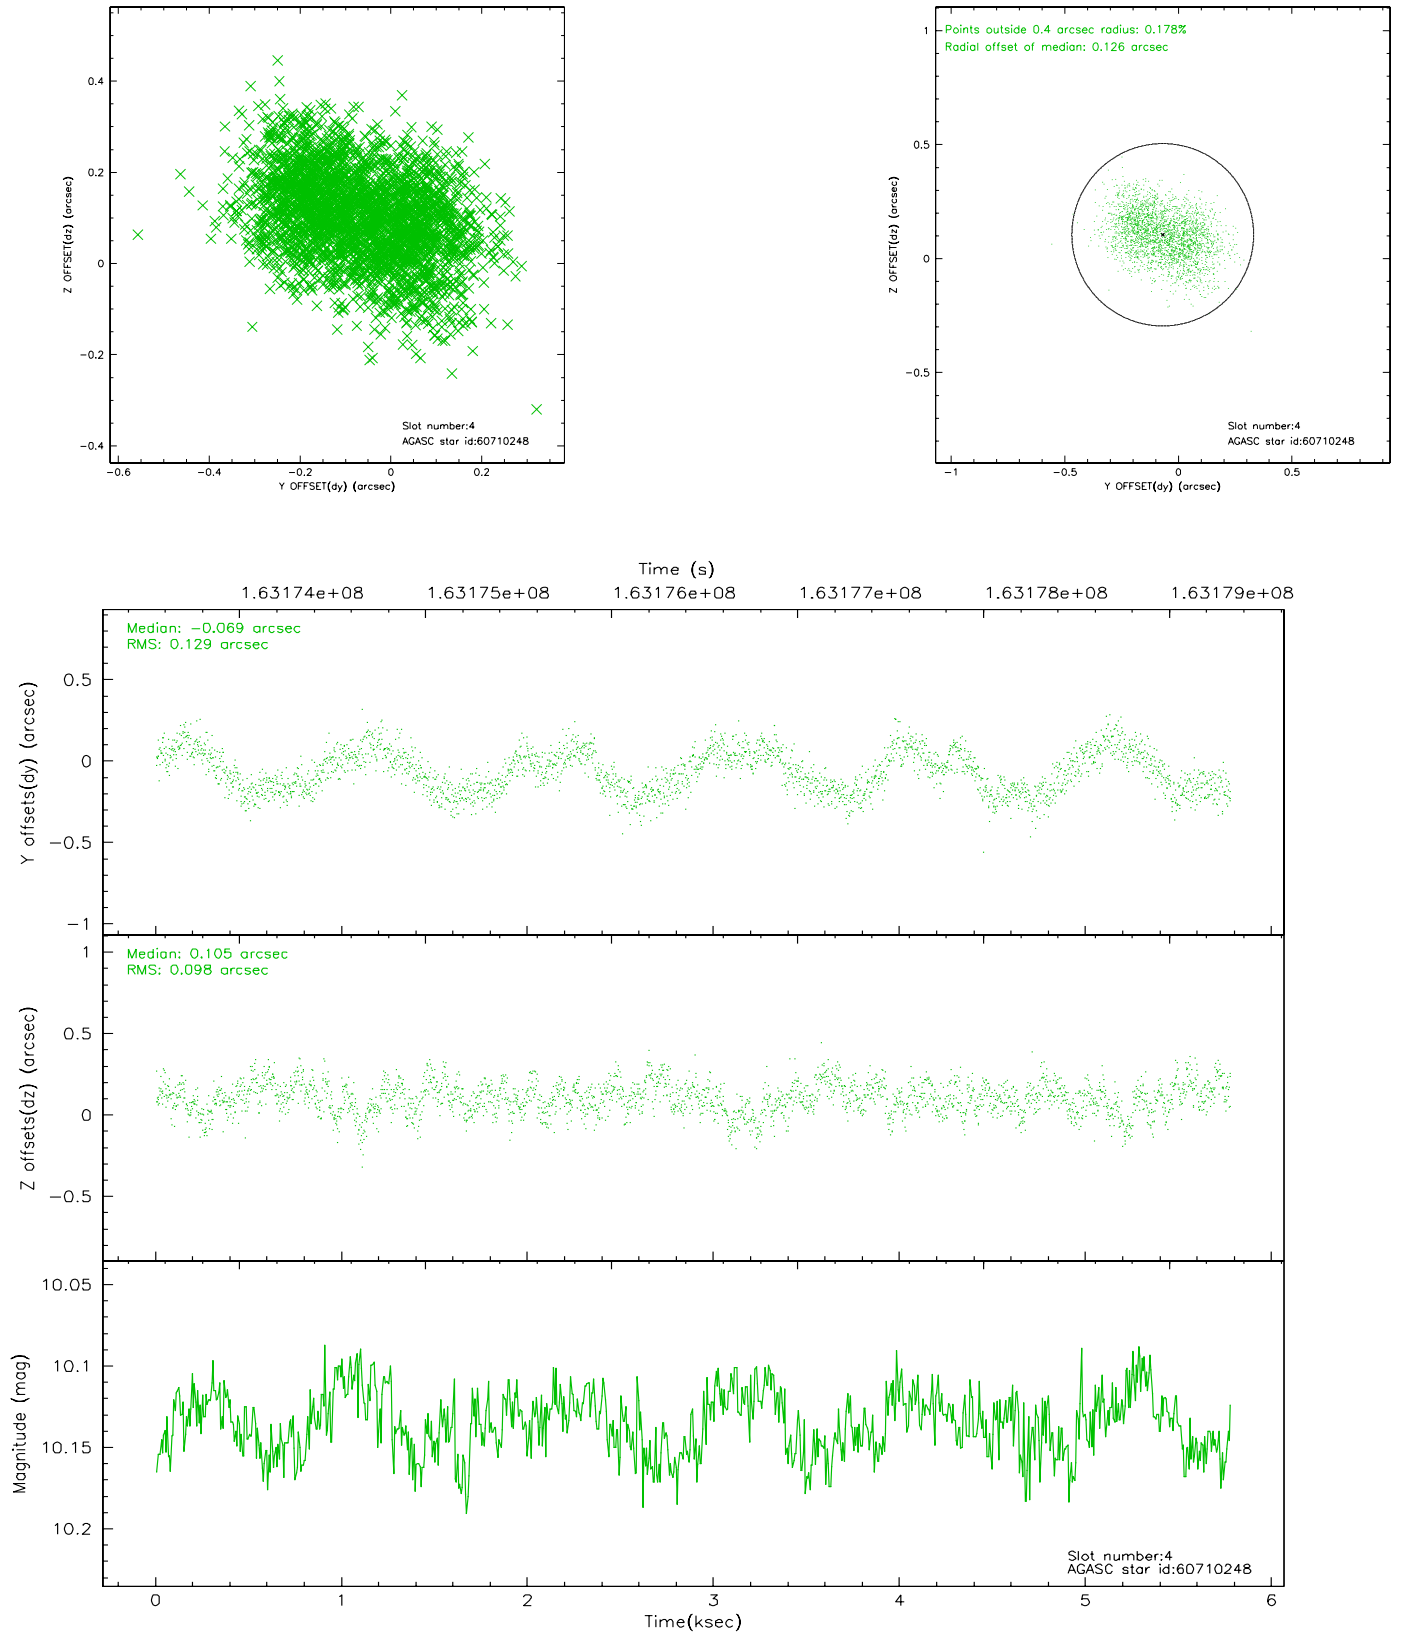 0.4
0.2
0
−0.2
−0.4
Z OFFSET(dz) (arcsec)
Slot number:4
AGASC star id:60710248
−0.6
−0.4
−0.2
0
0.2
Y OFFSET(dy) (arcsec)
Points outside 0.4 arcsec radius: 0.178%
Radial offset of median: 0.126 arcsec
1
0.5
0
−0.5
Z OFFSET(dz) (arcsec)
Slot number:4
AGASC star id:60710248
−1
−0.5
0
0.5
Y OFFSET(dy) (arcsec)
Time (s)
1.63174e+08
1.63175e+08
1.63176e+08
1.63177e+08
1.63178e+08
1.63179e+08
Median: −0.069 arcsec
RMS: 0.129 arcsec
0.5
0
−0.5
−1
Y offsets(dy) (arcsec)
Median: 0.105 arcsec
RMS: 0.098 arcsec
1
0.5
0
−0.5
Z offsets(dz) (arcsec)
10.05
10.1
10.15
10.2
Magnitude (mag)
Slot number:4
AGASC star id:60710248
0
1
2
3
4
5
6
Time(ksec)